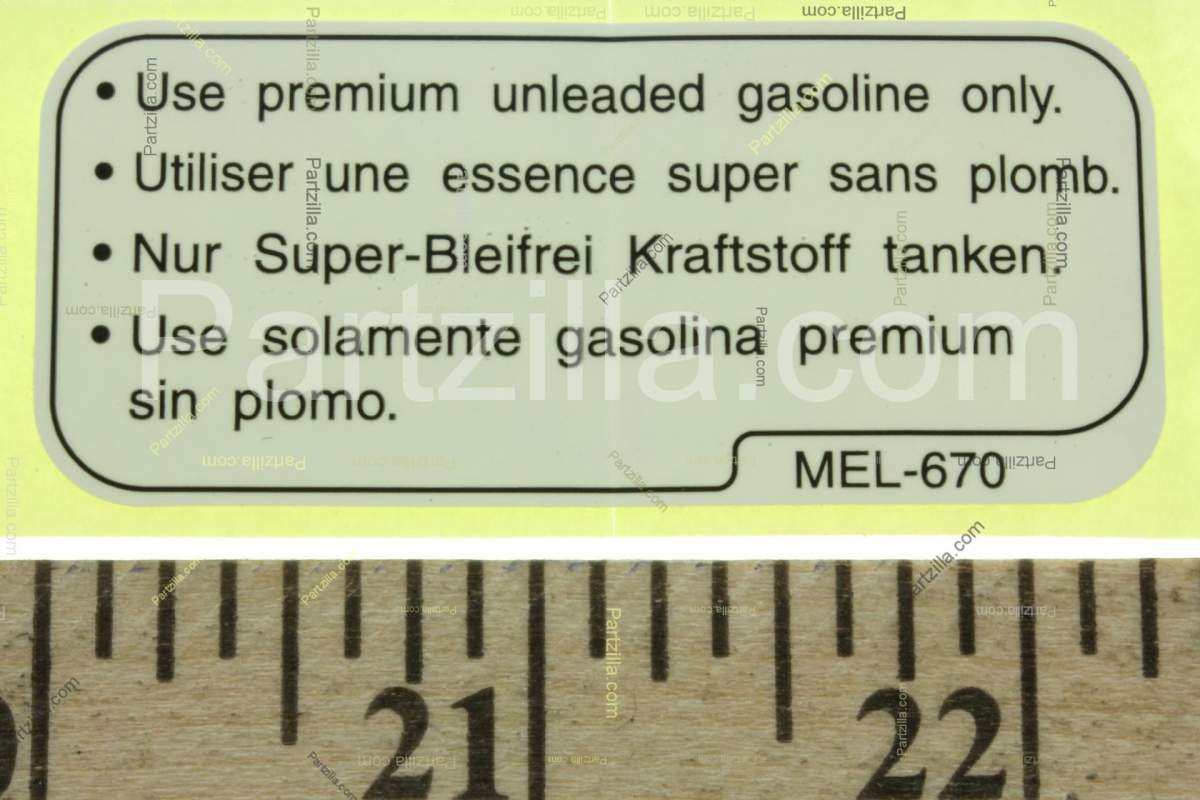 • Use premium unleaded gasoline only.
• Utiliser une essence super sans plomb.
• Nur Super-Bleifrei Kraftstoff tanken.
• Use solamente gasolina premium
sin plomo.
MEL-670
Partzilla.com
21 22